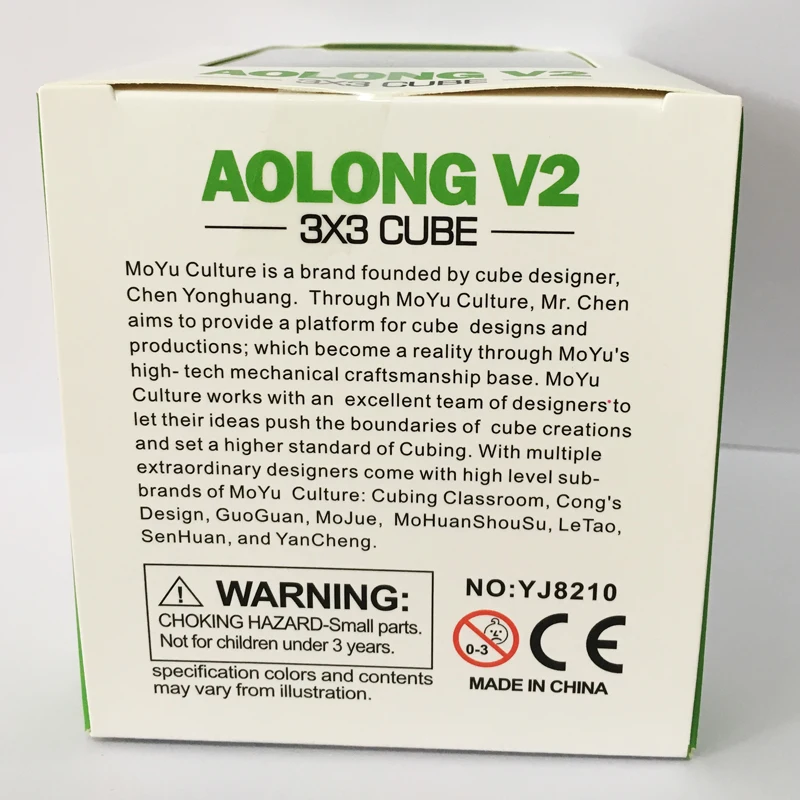 AOLONG V2
3X3 CUBE
AOLONG V2
3X3 CUBE
MoYu Culture is a brand founded by cube designer,
Chen Yonghuang. Through MoYu Culture, Mr. Chen
aims to provide a platform for cube designs and
productions; which become a reality through MoYu's
high- tech mechanical craftsmanship base. MoYu
Culture works with an excellent team of designers to
let their ideas push the boundaries of cube creations
and set a higher standard of Cubing. With multiple
extraordinary designers come with high level sub-
brands of MoYu Culture: Cubing Classroom, Cong's
Design, GuoGuan, MoJue, MoHuanShouSu, LeTao,
SenHuan, and YanCheng.
WARNING:
CHOKING HAZARD-Small parts.
Not for children under 3 years.
specification colors and contents
may vary from illustration.
NO:YJ8210
0-3
CE
MADE IN CHINA